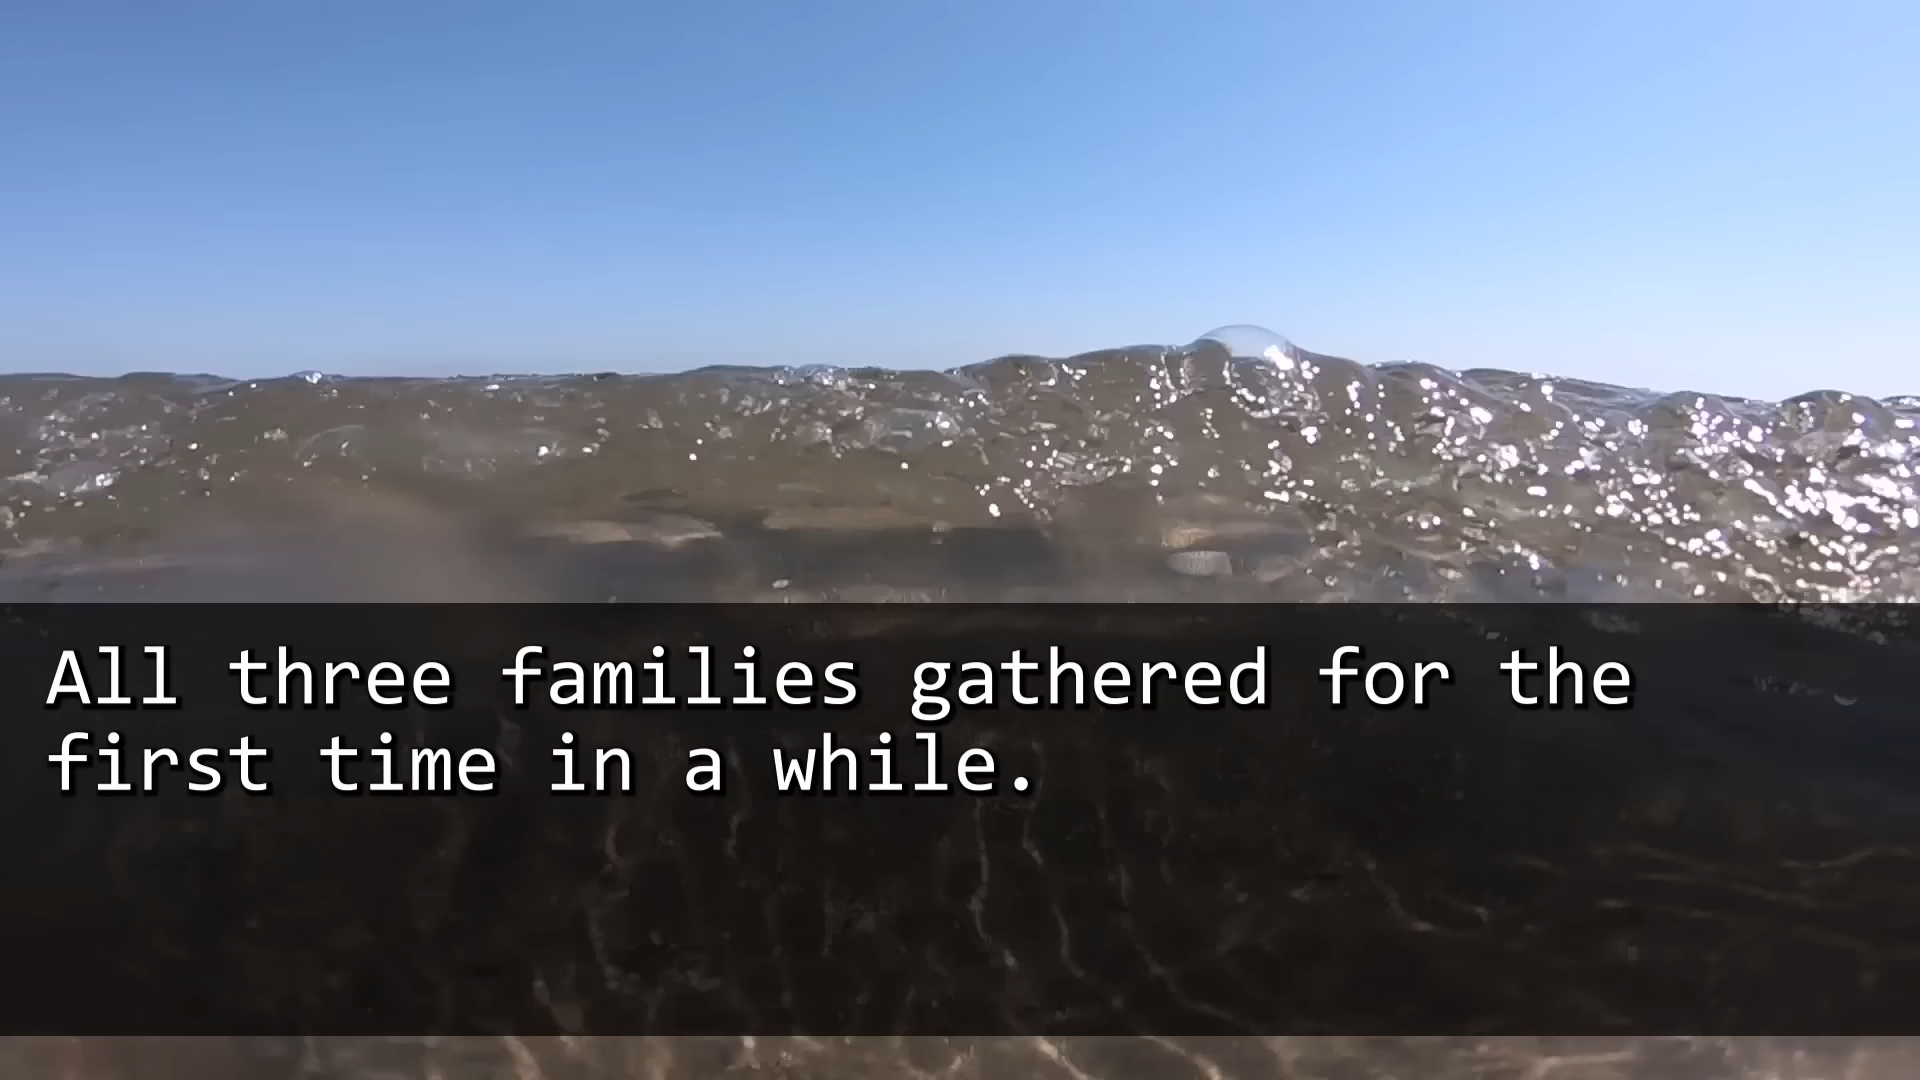 All three families gathered for the
first time in a while.